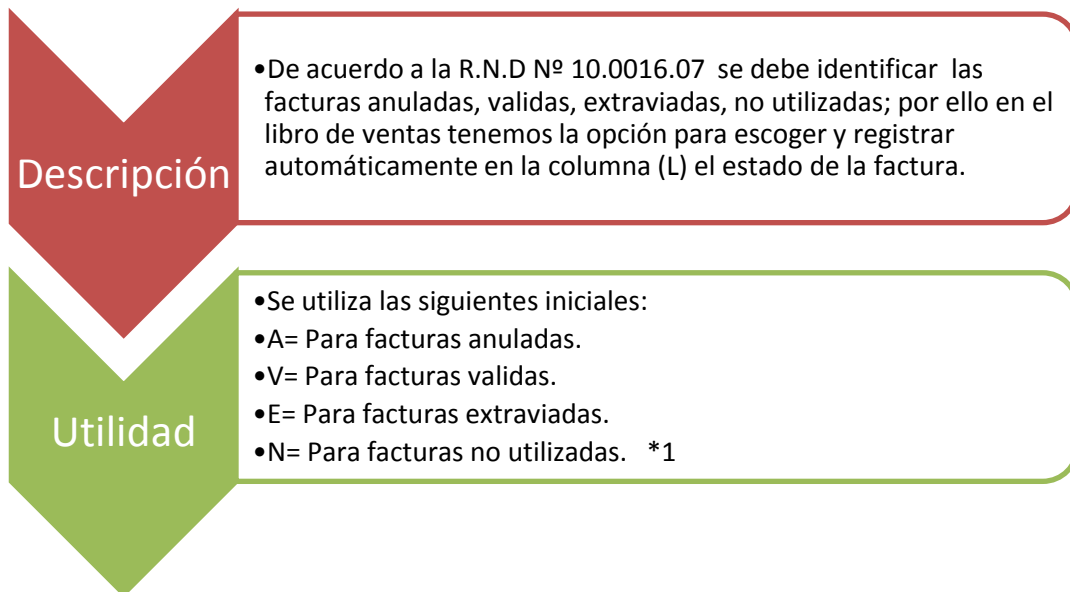 Descripción
•De acuerdo a la R.N.D Nº 10.0016.07 se debe identificar las
facturas anuladas, validas, extraviadas, no utilizadas; por ello en el
libro de ventas tenemos la opción para escoger y registrar
automáticamente en la columna (L) el estado de la factura.
Utilidad
•Se utiliza las siguientes iniciales:
•A= Para facturas anuladas.
•V= Para facturas validas.
•E= Para facturas extraviadas.
•N= Para facturas no utilizadas. *1